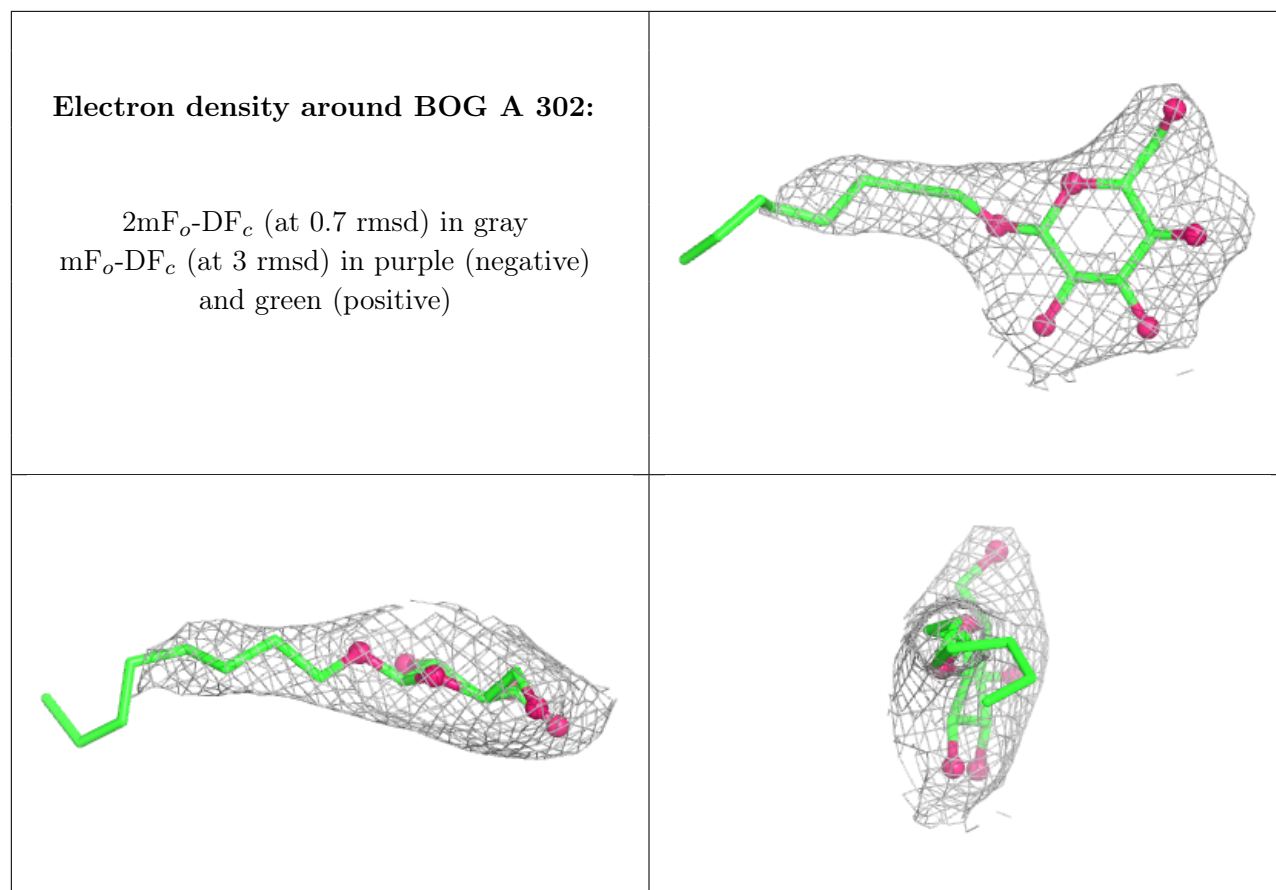 Electron density around BOG A 302:
2mFo-DFc (at 0.7 rmsd) in gray
mFo-DFc (at 3 rmsd) in purple (negative)
and green (positive)